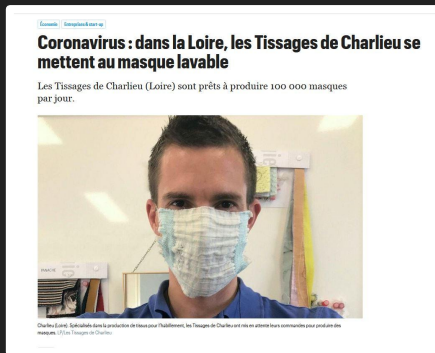 Économie Entreprises & start-up
Coronavirus : dans la Loire, les Tissages de Charlieu se
mettent au masque lavable
Les Tissages de Charlieu (Loire) sont prêts à produire 100 000 masques
par jour.
Charlieu (Loire). Spécialisés dans la production de tissus pour l'habillement, les Tissages de Charlieu ont mis en attente leurs commandes pour produire des
masques. LP/Les Tissages de Charlieu